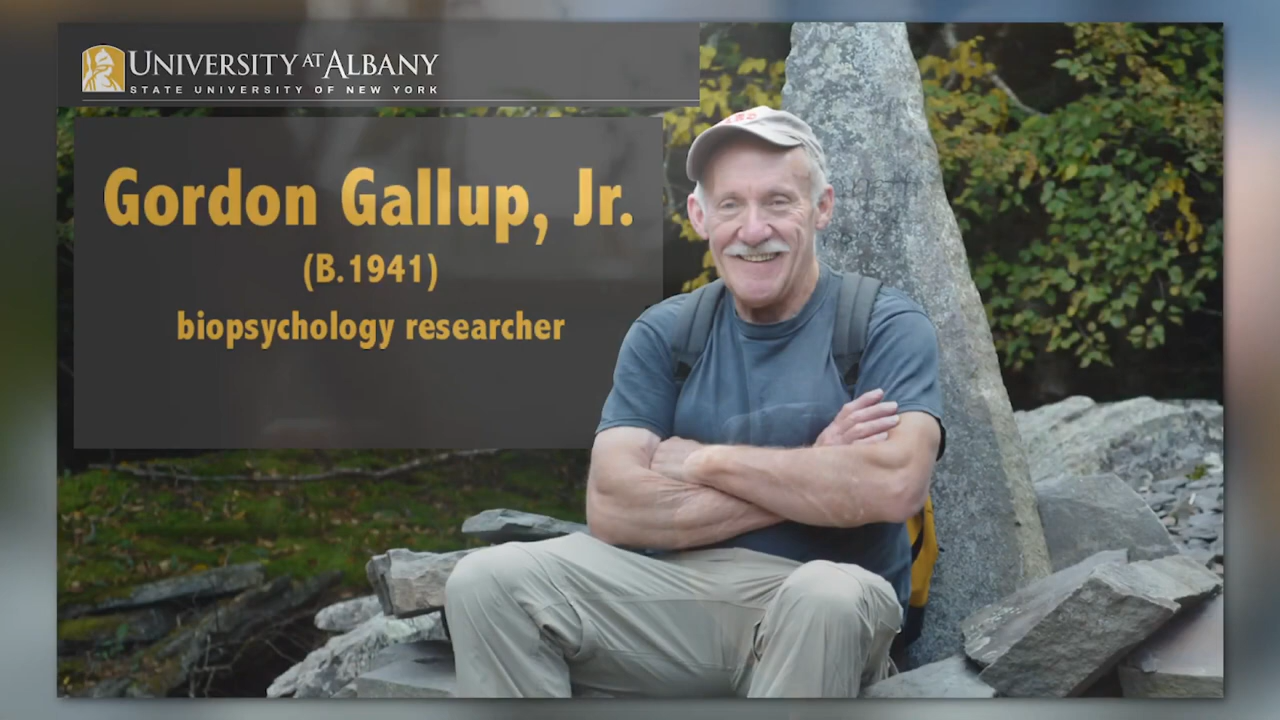 UNIVERSITY AT ALBANY
STATE UNIVERSITY OF NEW YORK
Gordon Gallup, Jr.
(B.1941)
biopsychology researcher